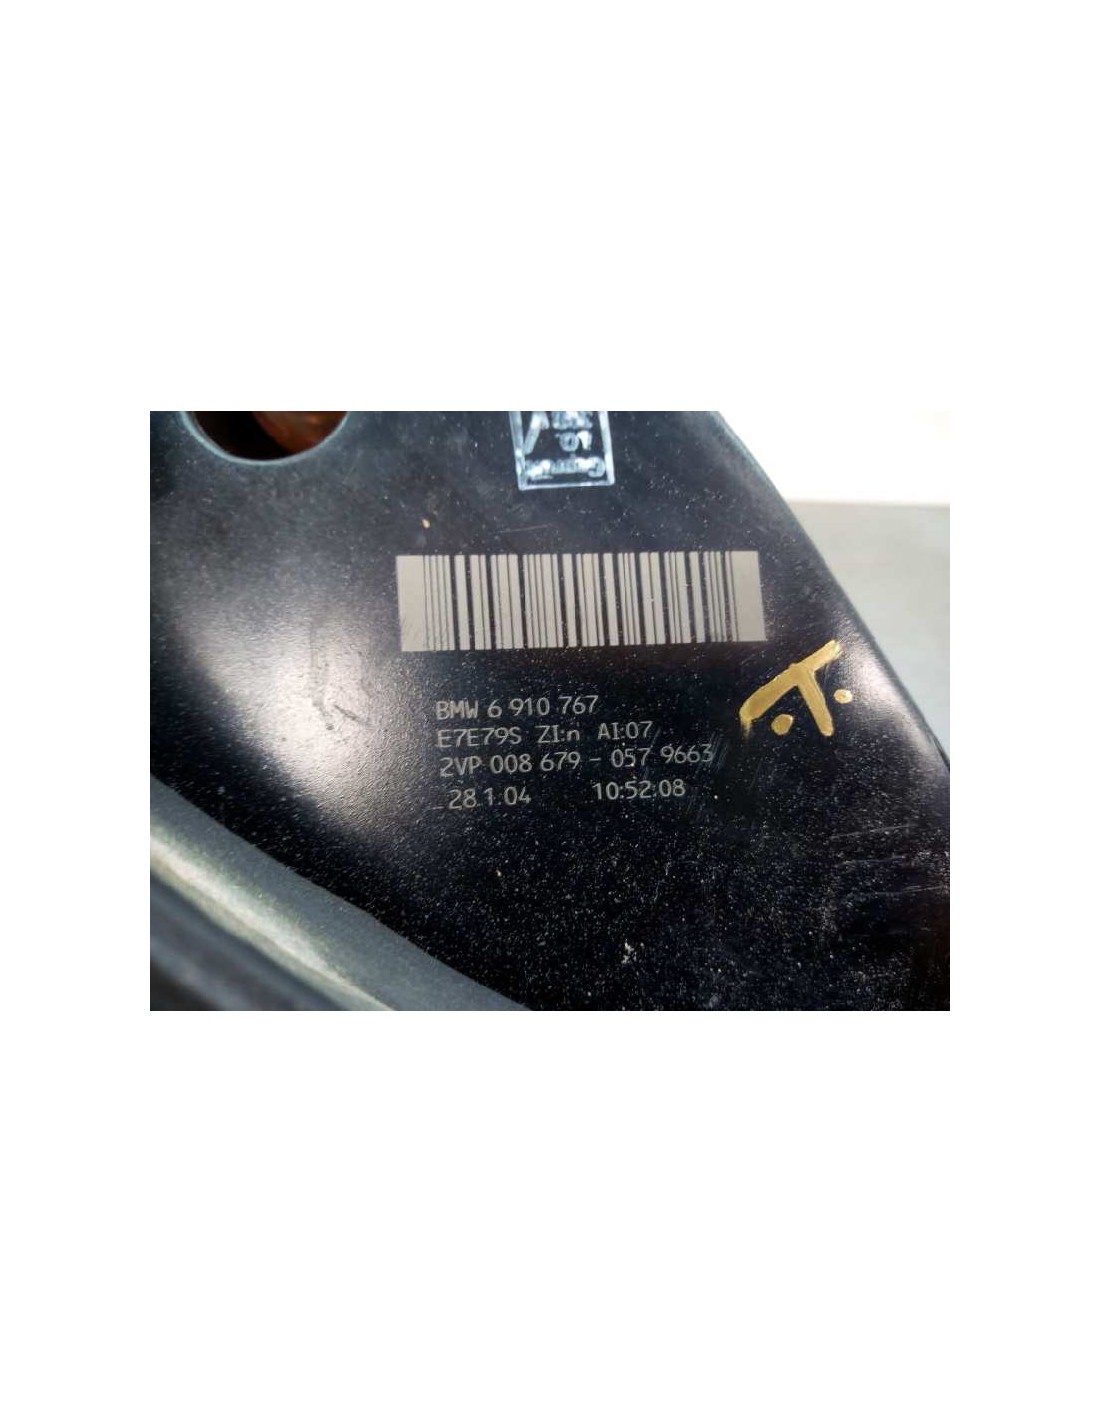 BMW 6 910 767
E7E79S ZI:n AI:07
2VP 008 679 - 057 9663
28.1.04 10:52:08
.T.